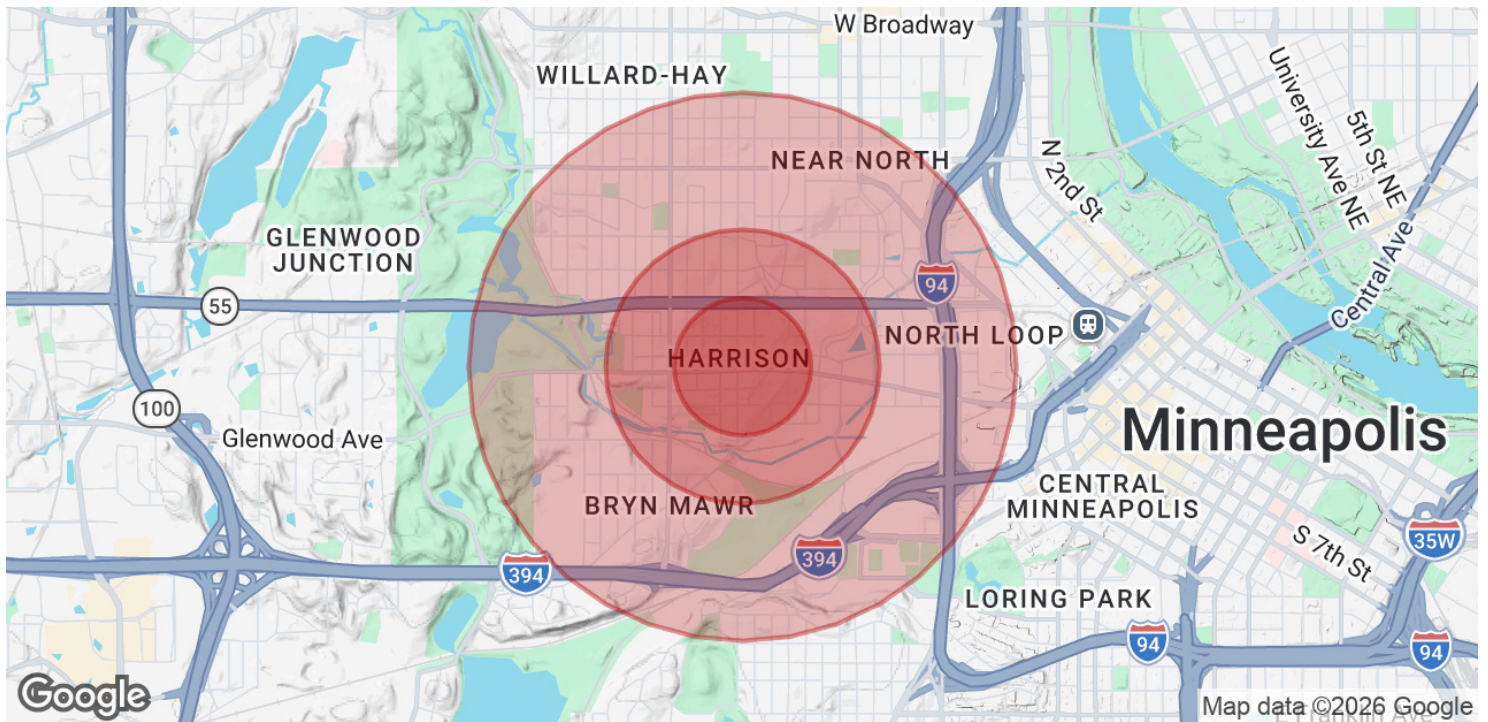 W Broadway
WILLARD-HAY
University Ave NE
5th St NE
NEAR NORTH
N 2nd St
GLENWOOD
JUNCTION
Central Ave
94
55
NORTH LOOP
HARRISON
100
Glenwood Ave
Minneapolis
BRYN MAWR
CENTRAL
MINNEAPOLIS
35W
S 7th St
394
394
LORING PARK
94
94
Google
Map data ©2026 Google